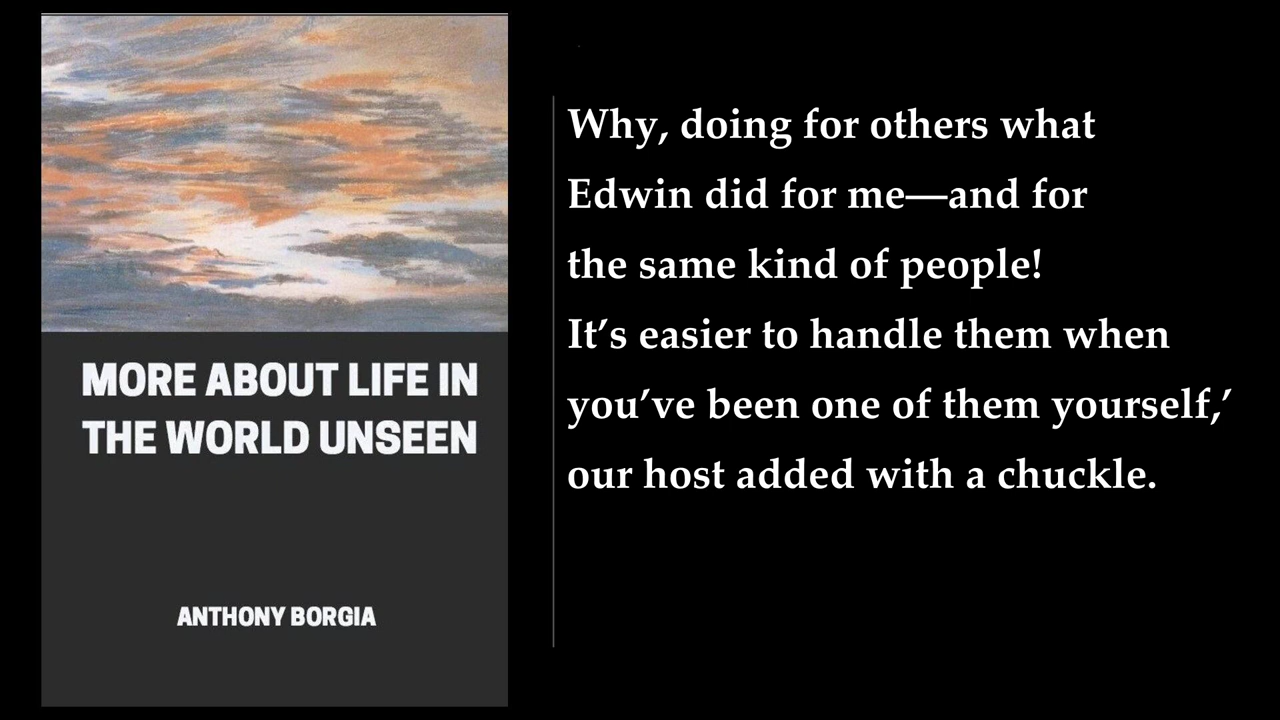 MORE ABOUT LIFE IN
THE WORLD UNSEEN
ANTHONY BORGIA
Why, doing for others what
Edwin did for me—and for
the same kind of people!
It’s easier to handle them when
you’ve been one of them yourself,’
our host added with a chuckle.